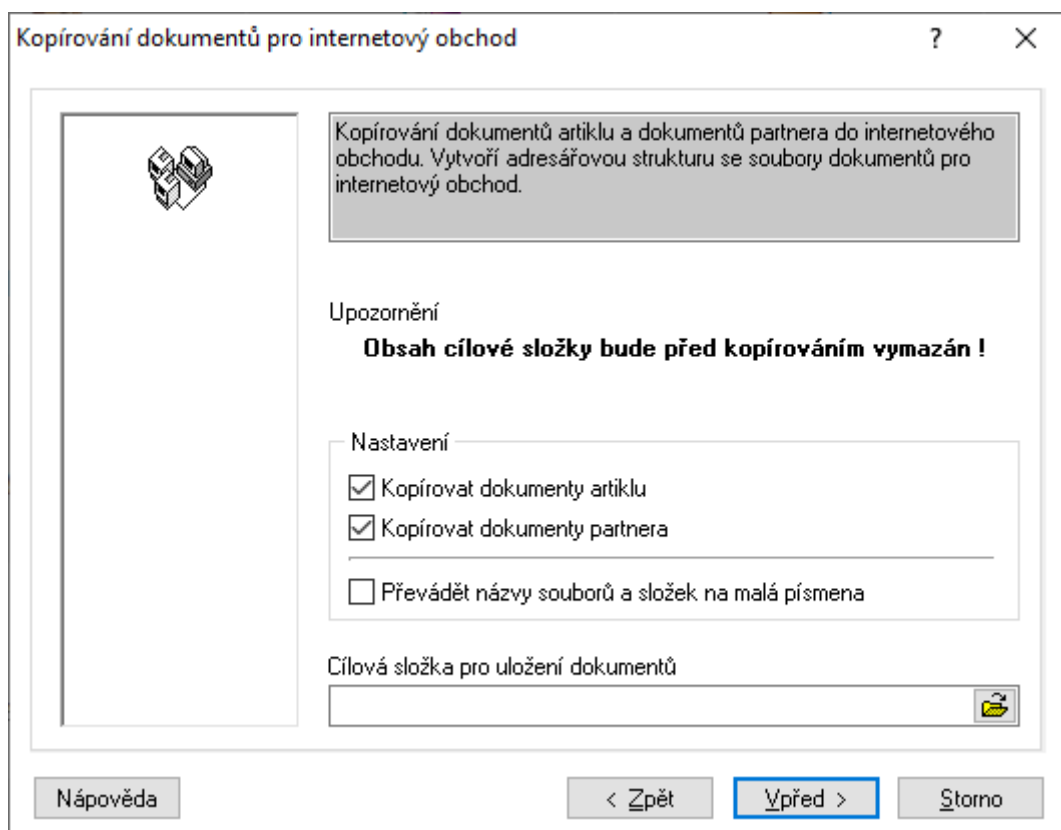 Kopírování dokumentů pro internetový obchod
Kopírování dokumentů artiklu a dokumentů partnera do internetového
obchodu. Vytvoří adresářovou strukturu se soubory dokumentů pro
internetový obchod.
Upozornění
Obsah cílové složky bude před kopírováním vymazán !
Nastavení
Kopírovat dokumenty artiklu
Kopírovat dokumenty partnera
Převádět názvy souborů a složek na malá písmena
Cílová složka pro uložení dokumentů
Nápověda
< Zpět
Vpřed >
Storno